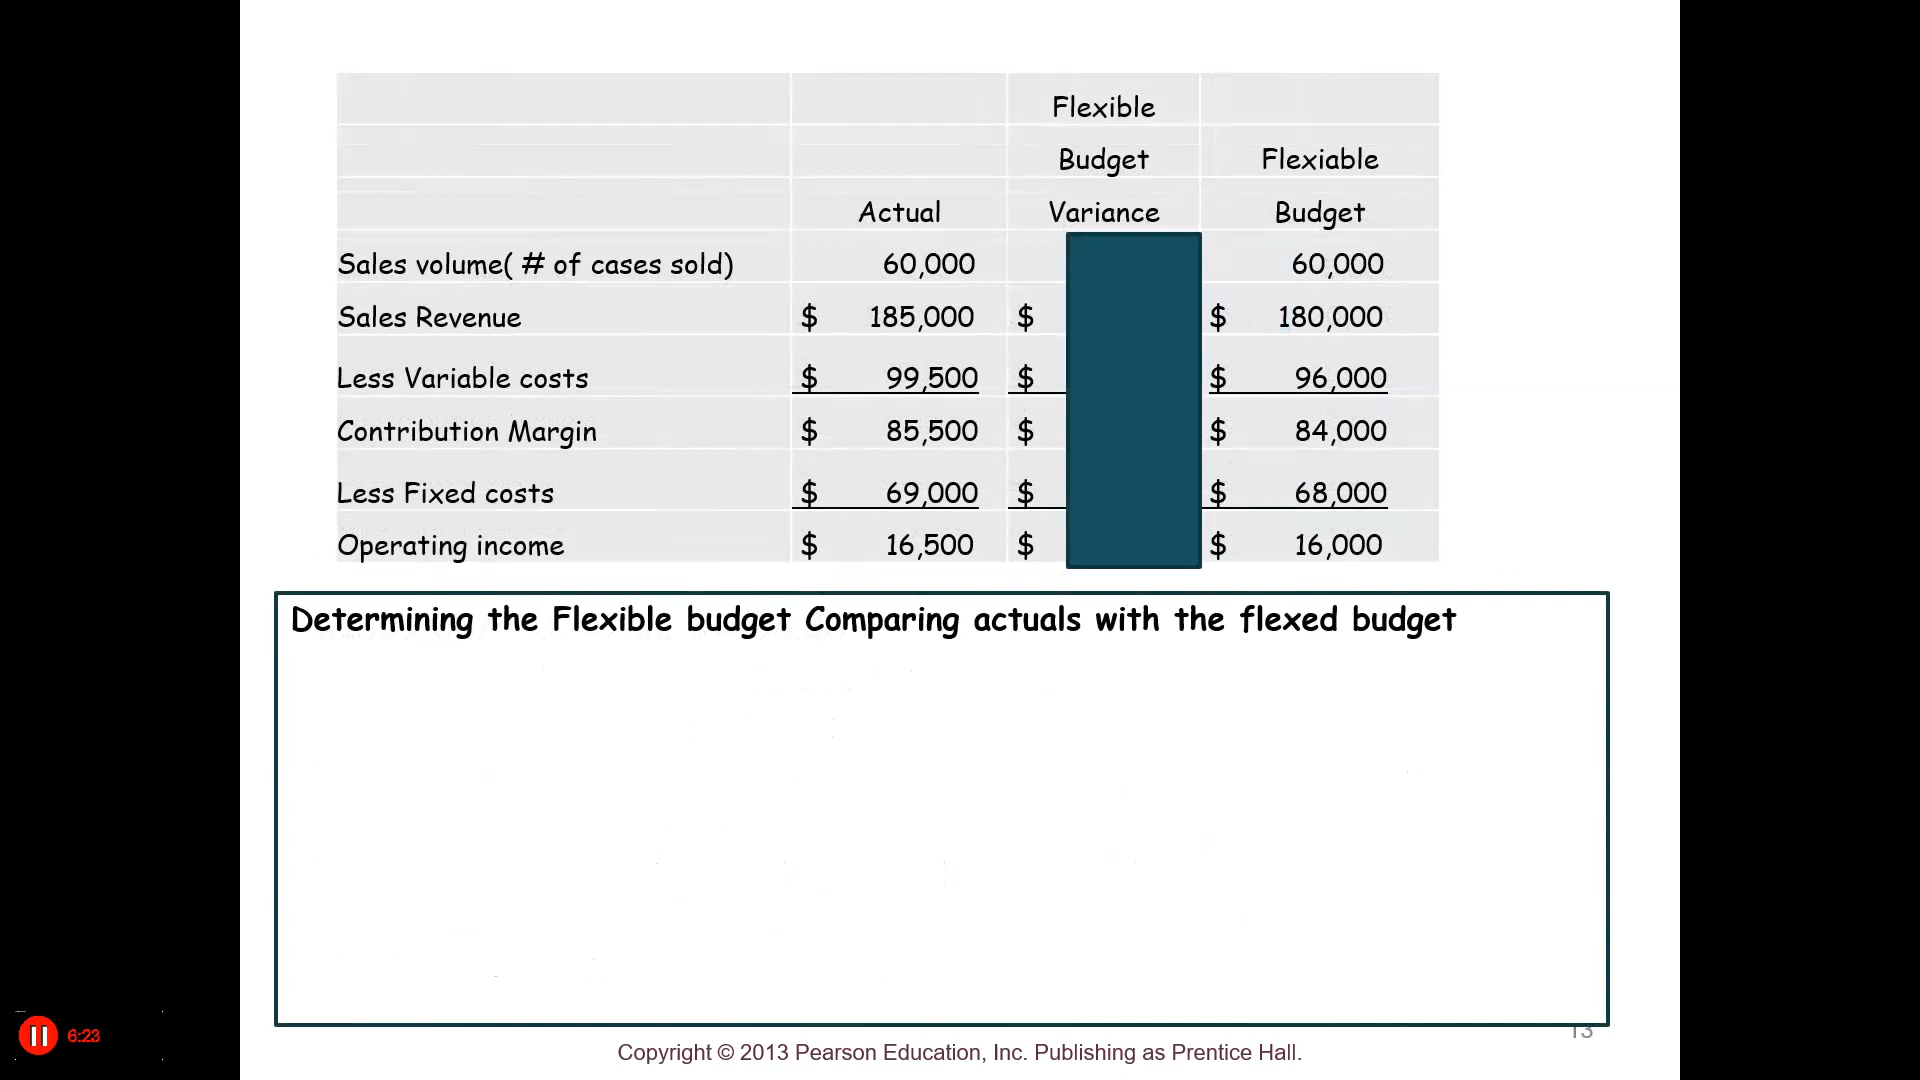 Flexible
Budget Flexiable
Actual Variance Budget
Sales volume( # of cases sold) 60,000 60,000
Sales Revenue $ 185,000 $ $ 180,000
Less Variable costs $ 99,500 $ $ 96,000
Contribution Margin $ 85,500 $ $ 84,000
Less Fixed costs $ 69,000 $ $ 68,000
Operating income $ 16,500 $ $ 16,000
Determining the Flexible budget Comparing actuals with the flexed budget
6:23
13
Copyright © 2013 Pearson Education, Inc. Publishing as Prentice Hall.